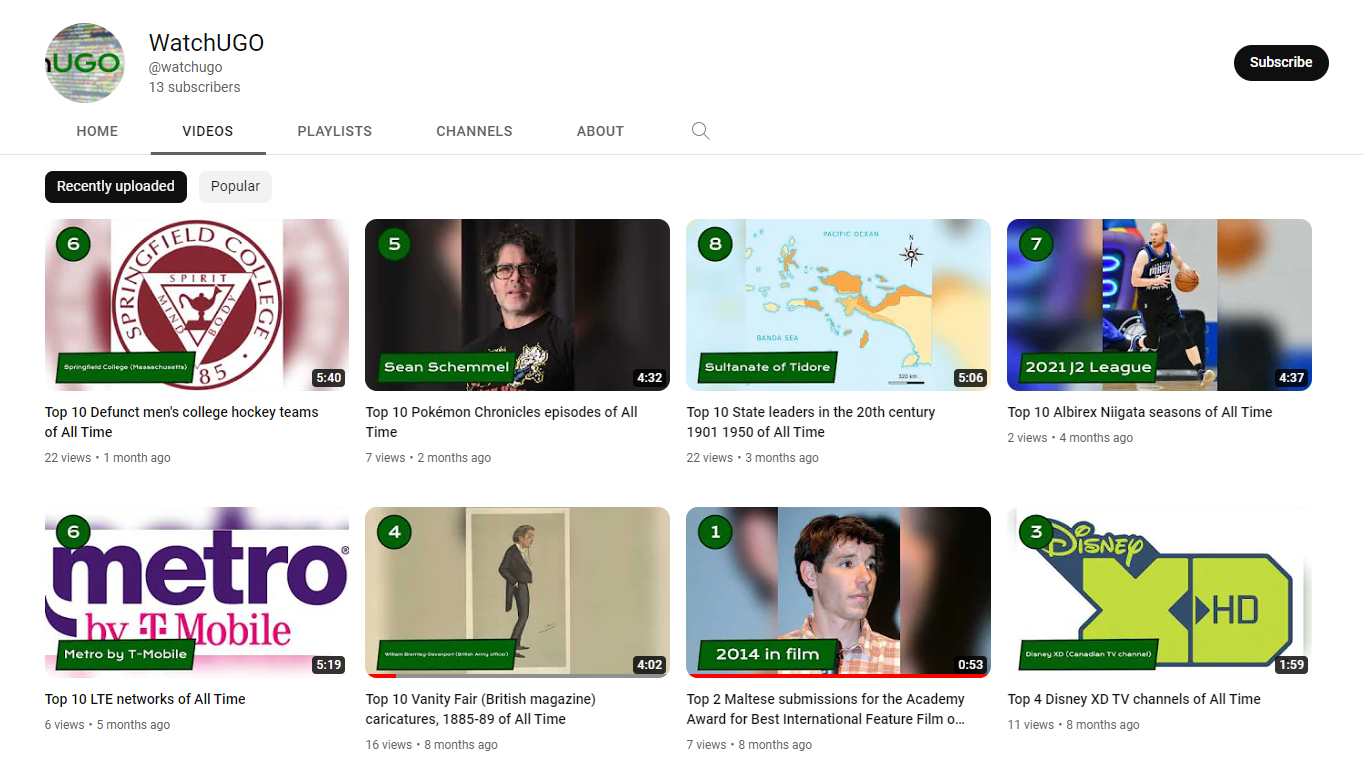 UGO
WatchUGO
@watchugo
13 subscribers
Subscribe
HOME
VIDEOS
PLAYLISTS
CHANNELS
ABOUT
Recently uploaded
Popular
6
SPRINGFIELD COLLEGE
SPIRIT
MIND
BODY
85
Springfield College (Massachusetts)
5:40
Top 10 Defunct men's college hockey teams
of All Time
22 views • 1 month ago
5
Sean Schemmel
4:32
Top 10 Pokémon Chronicles episodes of All
Time
7 views • 2 months ago
8
PACIFIC OCEAN
N
BANDA SEA
Sultanate of Tidore
320 km
5:06
Top 10 State leaders in the 20th century
1901 1950 of All Time
22 views • 3 months ago
7
MAGIC
2021 J2 League
4:37
Top 10 Albirex Niigata seasons of All Time
2 views • 4 months ago
6
metro®
by T Mobile
Metro by T-Mobile
5:19
Top 10 LTE networks of All Time
6 views • 5 months ago
4
William Bromley-Davenport (British Army officer)
4:02
Top 10 Vanity Fair (British magazine)
caricatures, 1885-89 of All Time
16 views • 8 months ago
1
2014 in film
0:53
Top 2 Maltese submissions for the Academy
Award for Best International Feature Film o...
7 views • 8 months ago
3
Disney
XD
HD
Disney XD (Canadian TV channel)
1:59
Top 4 Disney XD TV channels of All Time
11 views • 8 months ago